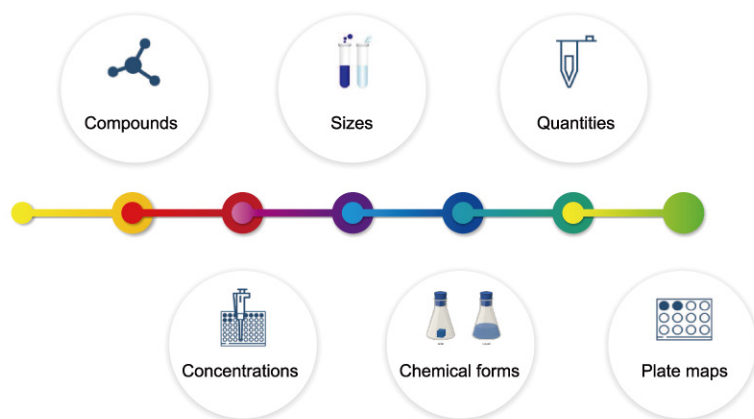 Compounds
Sizes
Quantities
Concentrations
Chemical forms
Plate maps